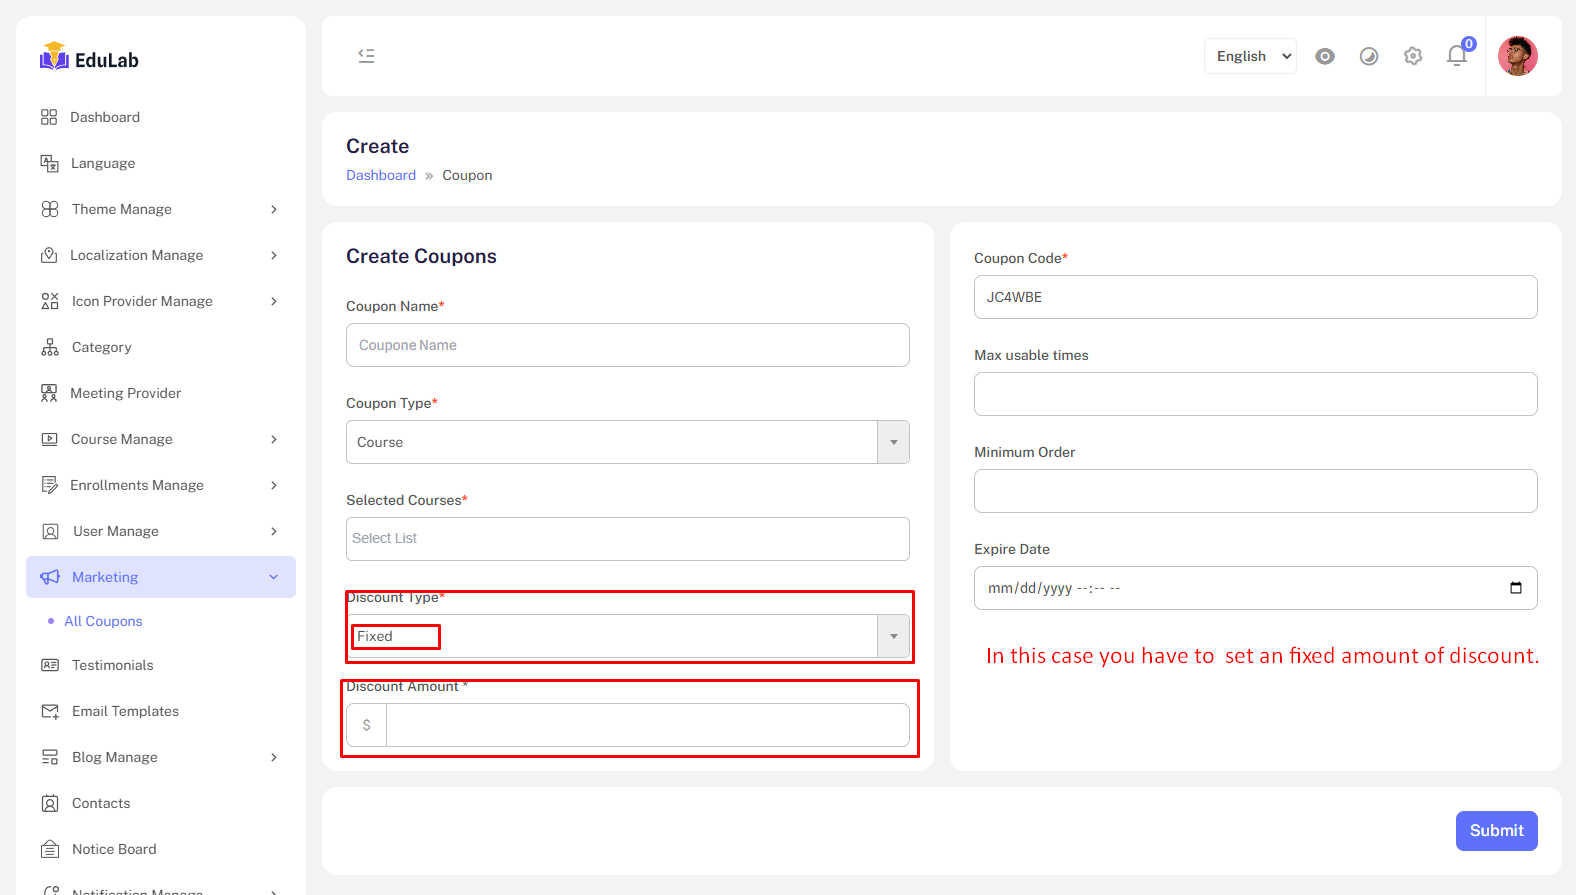 EduLab
Dashboard
Language
Theme Manage
Localization Manage
Icon Provider Manage
Category
Meeting Provider
Course Manage
Enrollments Manage
User Manage
Marketing
All Coupons
Testimonials
Email Templates
Blog Manage
Contacts
Notice Board
Notification Manage
English
0
Create
Dashboard » Coupon
Create Coupons
Coupon Name*
Coupone Name
Coupon Type*
Course
Selected Courses*
Select List
Discount Type*
Fixed
Discount Amount *
$
Coupon Code*
JC4WBE
Max usable times
Minimum Order
Expire Date
mm/dd/yyyy --:-- --
In this case you have to  set an fixed amount of discount.
Submit